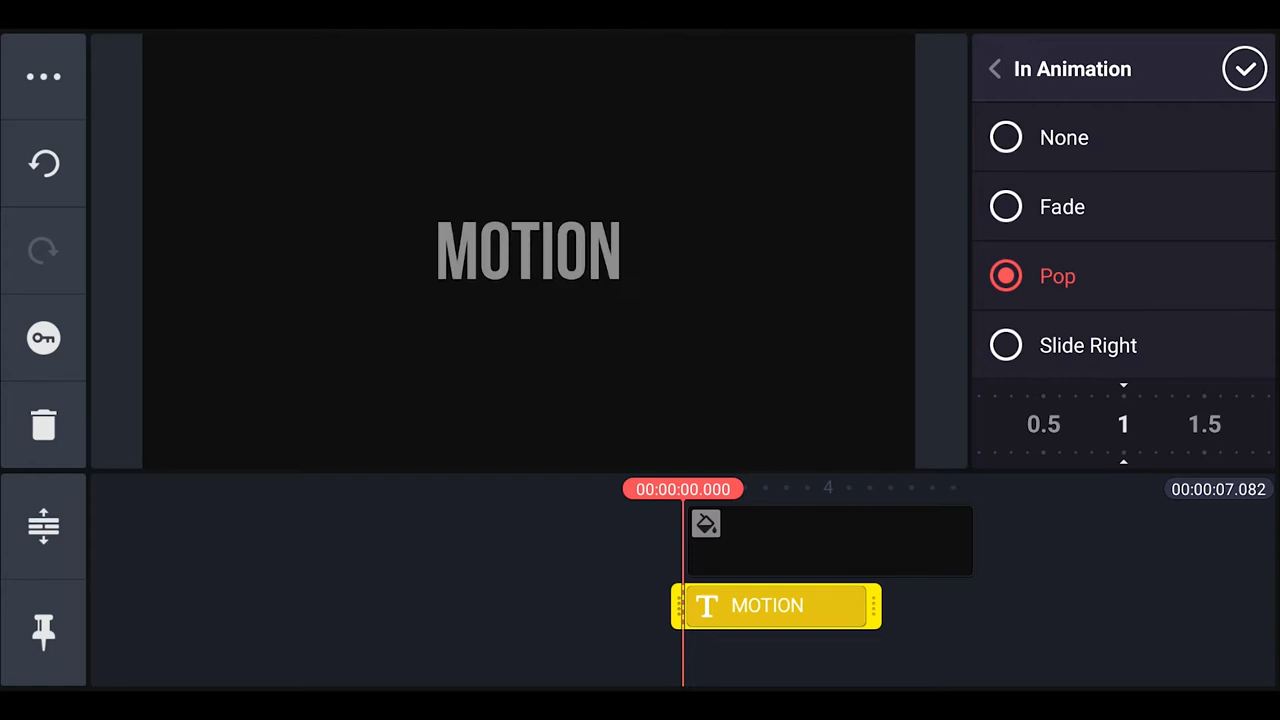 In Animation
None
Fade
MOTION
Pop
Slide Right
0.5 1 1.5
00:00:00.000 4 00:00:07.082
T MOTION